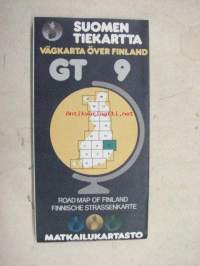 SUOMEN
TIEKARTTA
VÄGKARTA ÖVER FINLAND
GT 9
ROAD MAP OF FINLAND
FINNISCHE STRASSENKARTE
MATKAILUKARTASTO